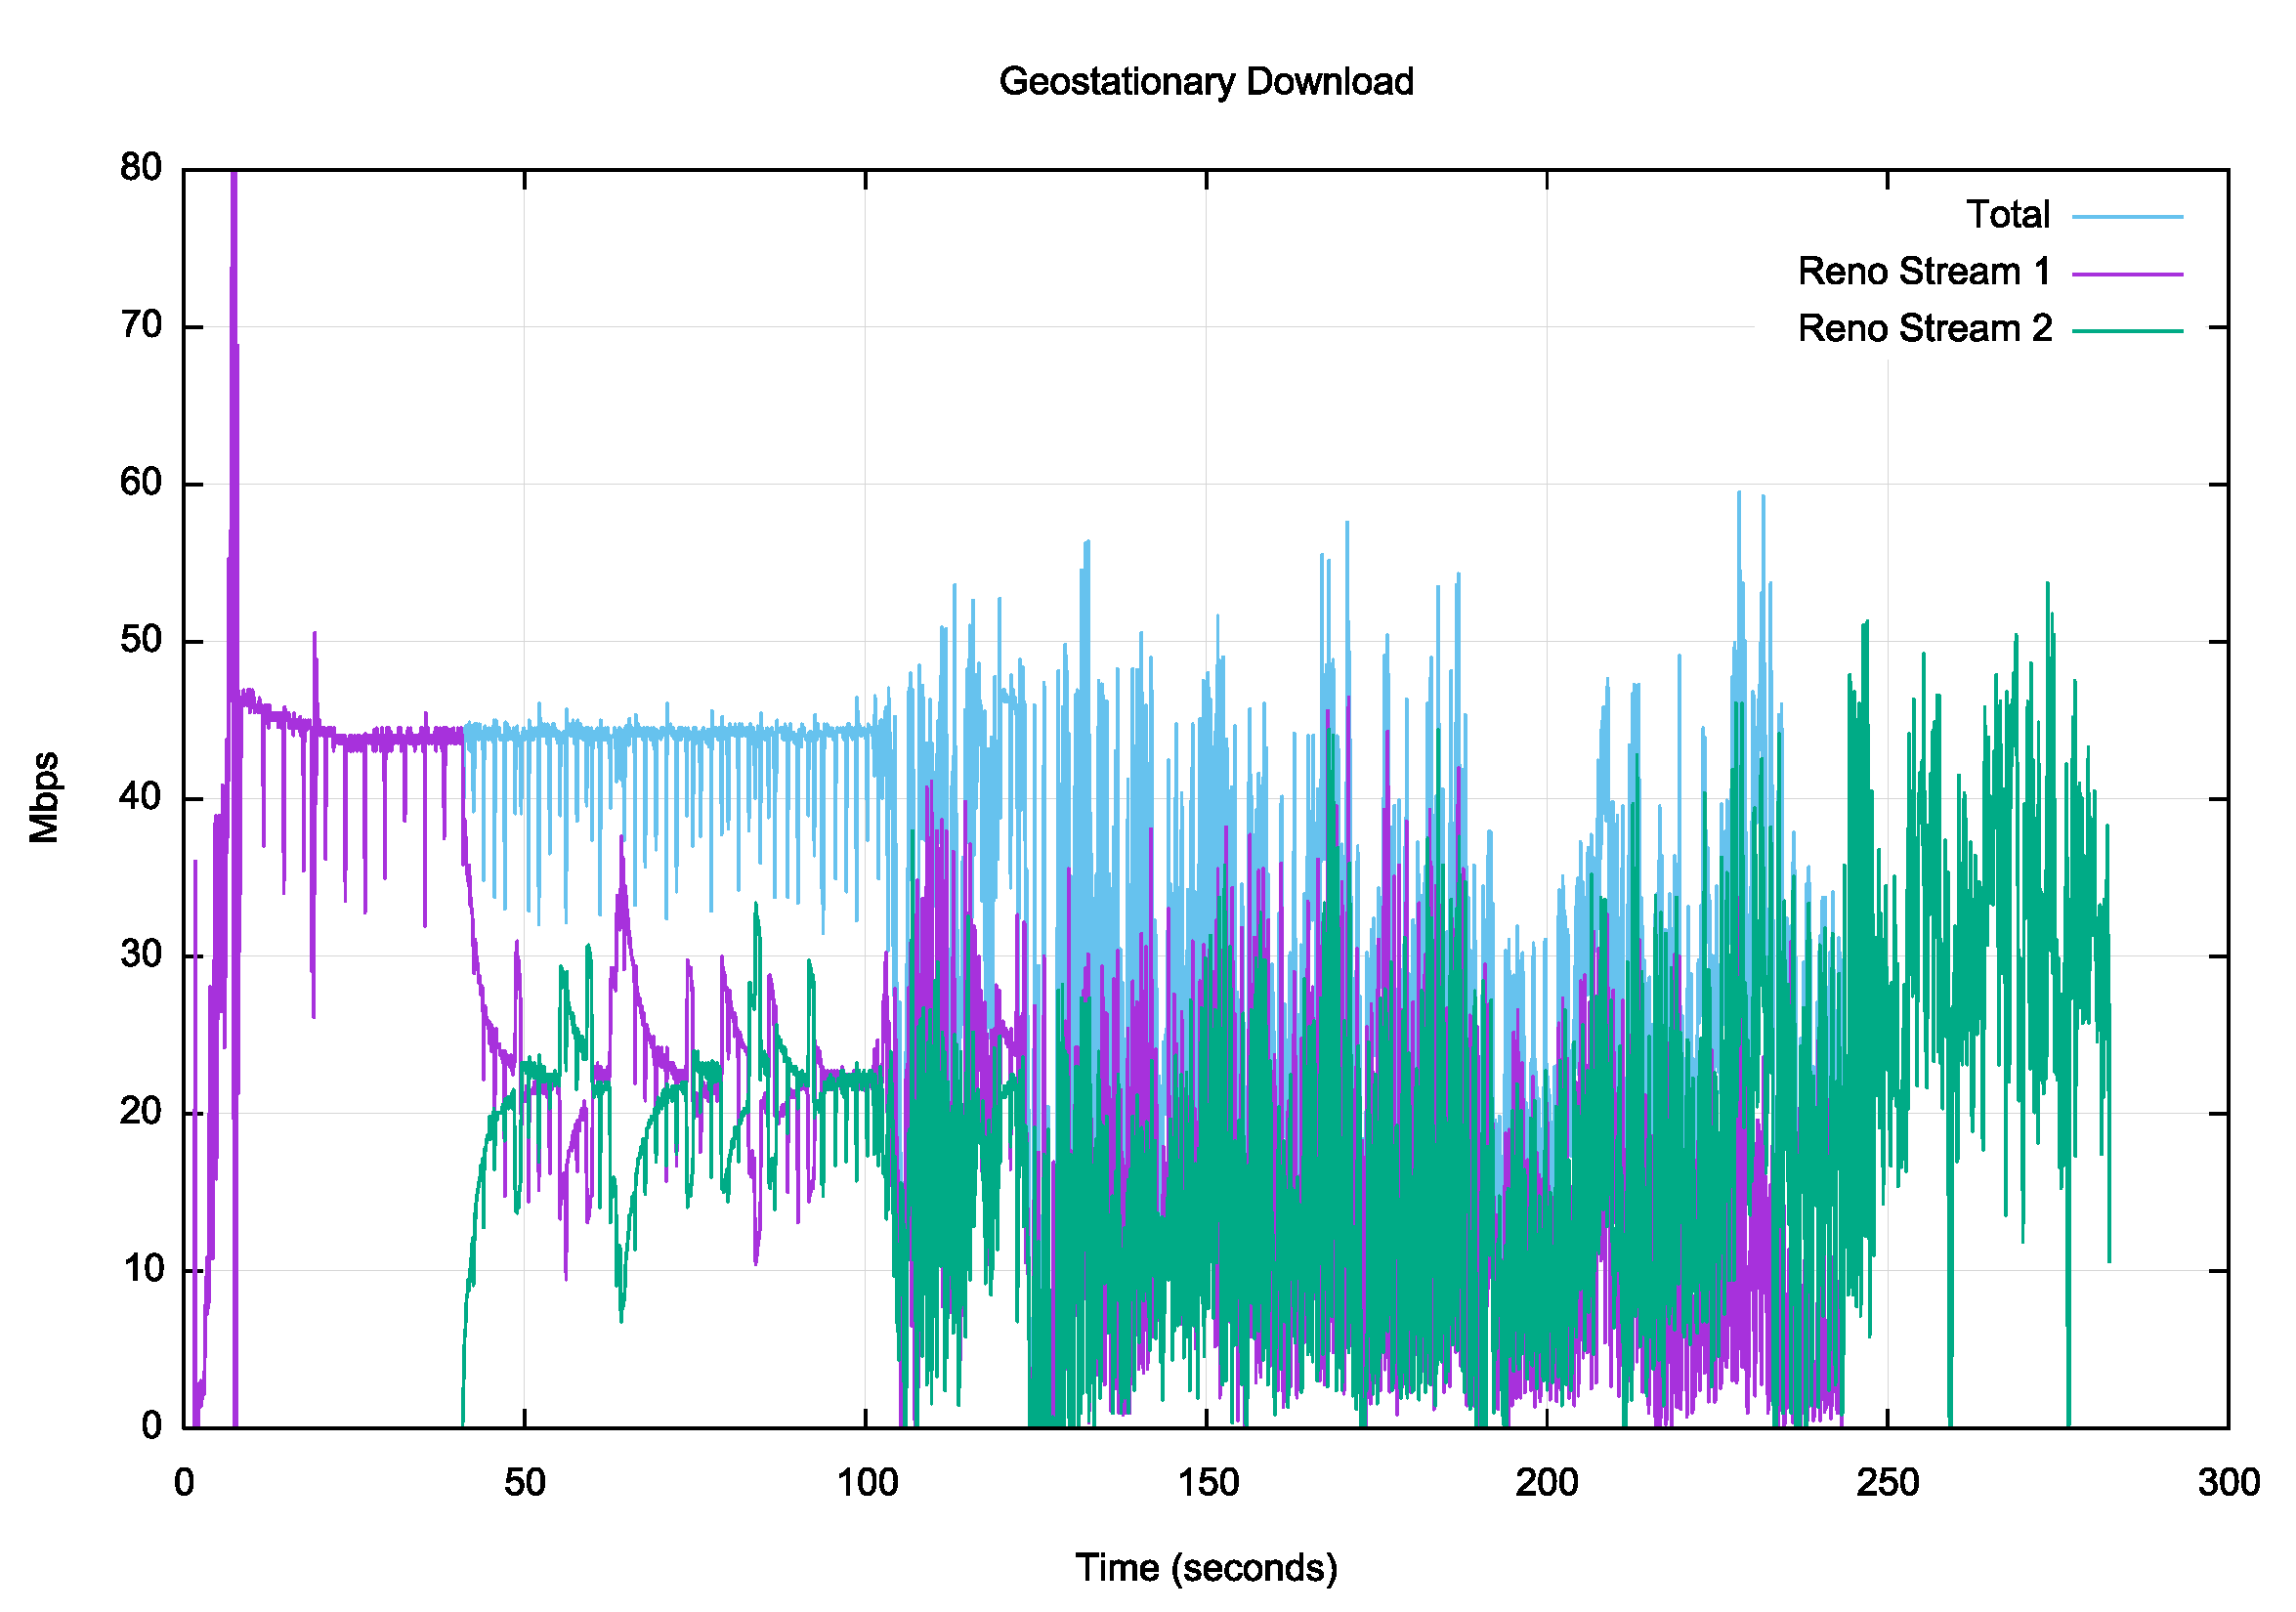 Geostationary Download
80
70
60
50
40
30
20
10
0
Mbps
Total
Reno Stream 1
Reno Stream 2
0 50 100 150 200 250 300
Time (seconds)